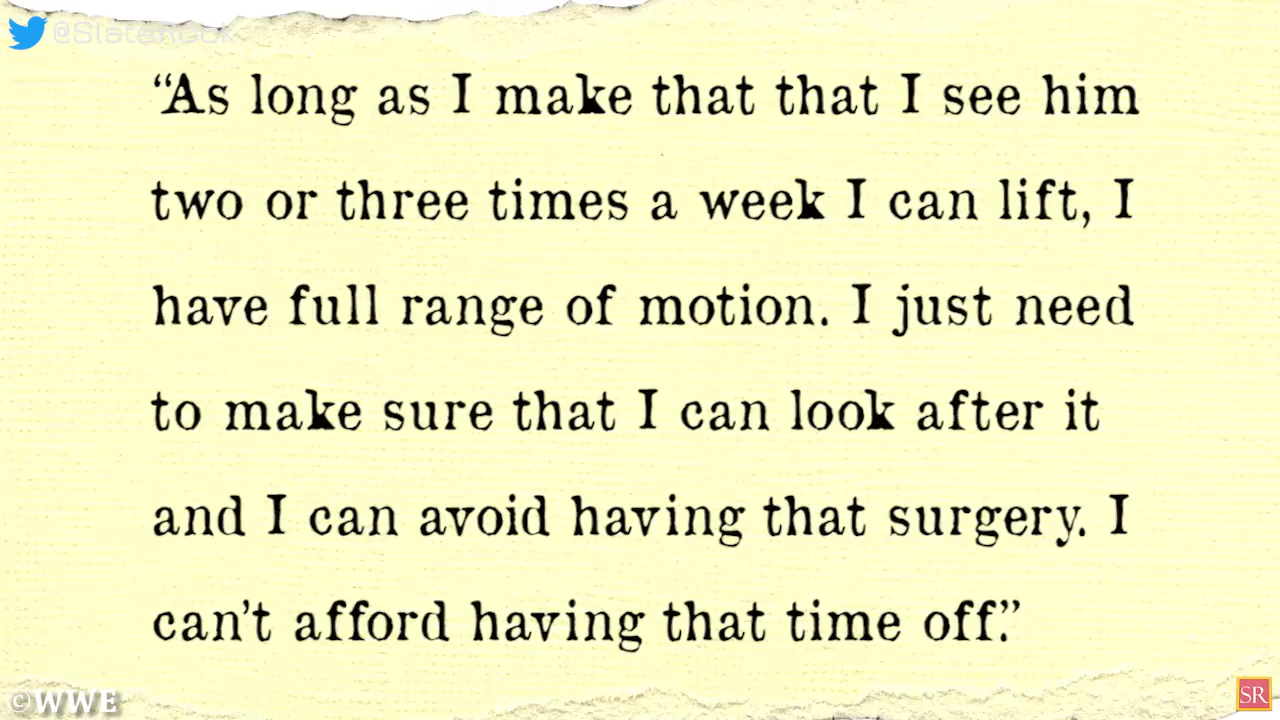 “As long as I make that that I see him
two or three times a week I can lift, I
have full range of motion. I just need
to make sure that I can look after it
and I can avoid having that surgery. I
can’t afford having that time off.”
©WWE
SR